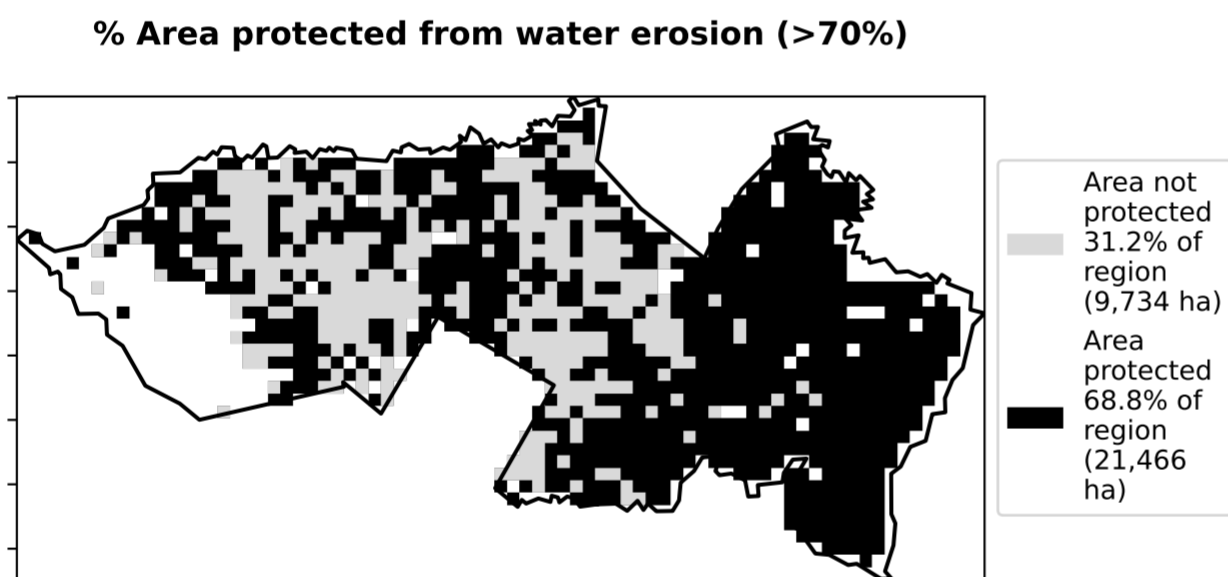 % Area protected from water erosion (>70%)
Area not
protected
31.2% of
region
(9,734 ha)
Area
protected
68.8% of
region
(21,466
ha)